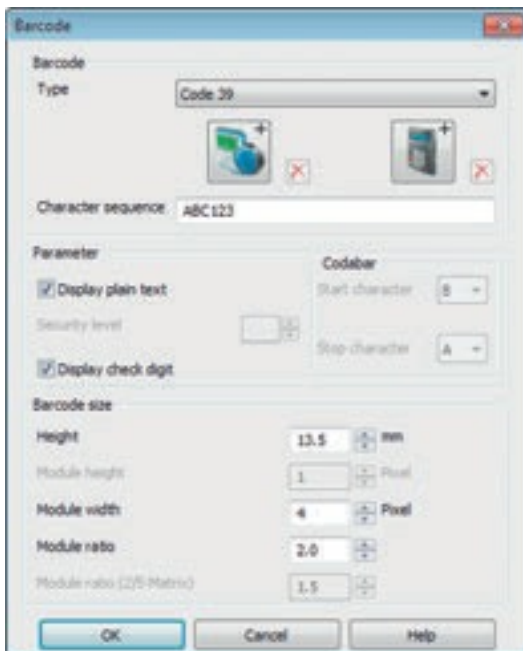 Barcode
Barcode
Type Code 39
Character sequence ABC123
Parameter
Display plain text
Security level
Display check digit
Codabar
Start character B
Stop character A
Barcode size
Height 13.5 mm
Module height 1 Pixel
Module width 4 Pixel
Module ratio 2.0
Module ratio (2/5-Matrix) 1.5
OK Cancel Help